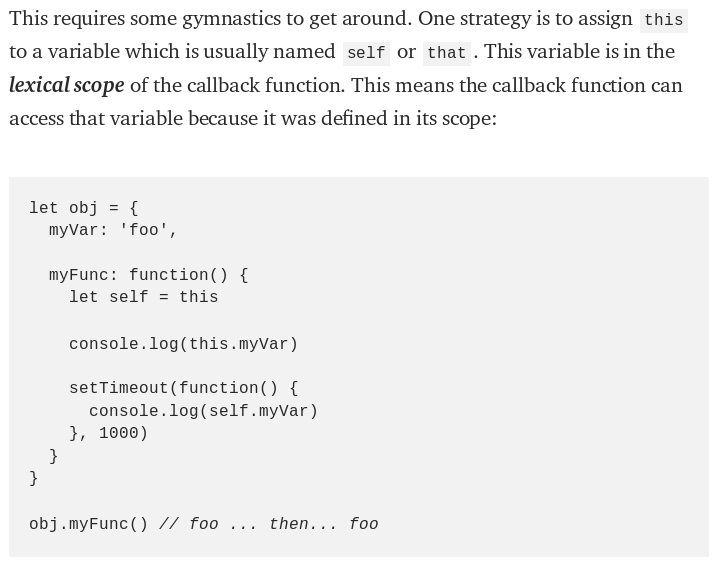 This requires some gymnastics to get around. One strategy is to assign this
to a variable which is usually named self or that. This variable is in the
lexical scope of the callback function. This means the callback function can
access that variable because it was defined in its scope:
let obj = {
  myVar: 'foo',
  myFunc: function() {
    let self = this
    console.log(this.myVar)
    setTimeout(function() {
      console.log(self.myVar)
    }, 1000)
  }
}
obj.myFunc() // foo ... then... foo